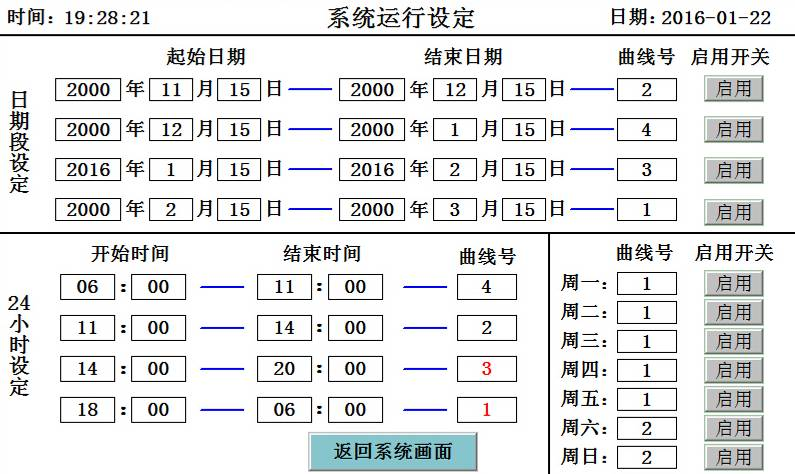 时间：19:28:21 系统运行设定 日期：2016-01-22
日期段设定
起始日期 结束日期 曲线号 启用开关
2000 年 11 月 15 日 2000 年 12 月 15 日 2 启用
2000 年 12 月 15 日 2000 年 1 月 15 日 4 启用
2016 年 1 月 15 日 2016 年 2 月 15 日 3 启用
2000 年 2 月 15 日 2000 年 3 月 15 日 1 启用
24小时设定
开始时间 结束时间 曲线号
06 : 00 11 : 00 4
11 : 00 14 : 00 2
14 : 00 20 : 00 3
18 : 00 06 : 00 1
返回系统画面
曲线号 启用开关
周一： 1 启用
周二： 1 启用
周三： 1 启用
周四： 1 启用
周五： 1 启用
周六： 2 启用
周日： 2 启用